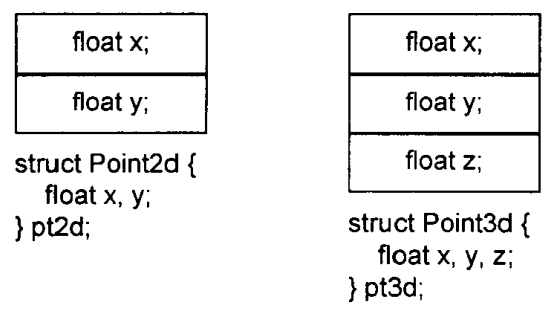 float x;
float y;
struct Point2d {
float x, y;
} pt2d;
float x;
float y;
float z;
struct Point3d {
float x, y, z;
} pt3d;